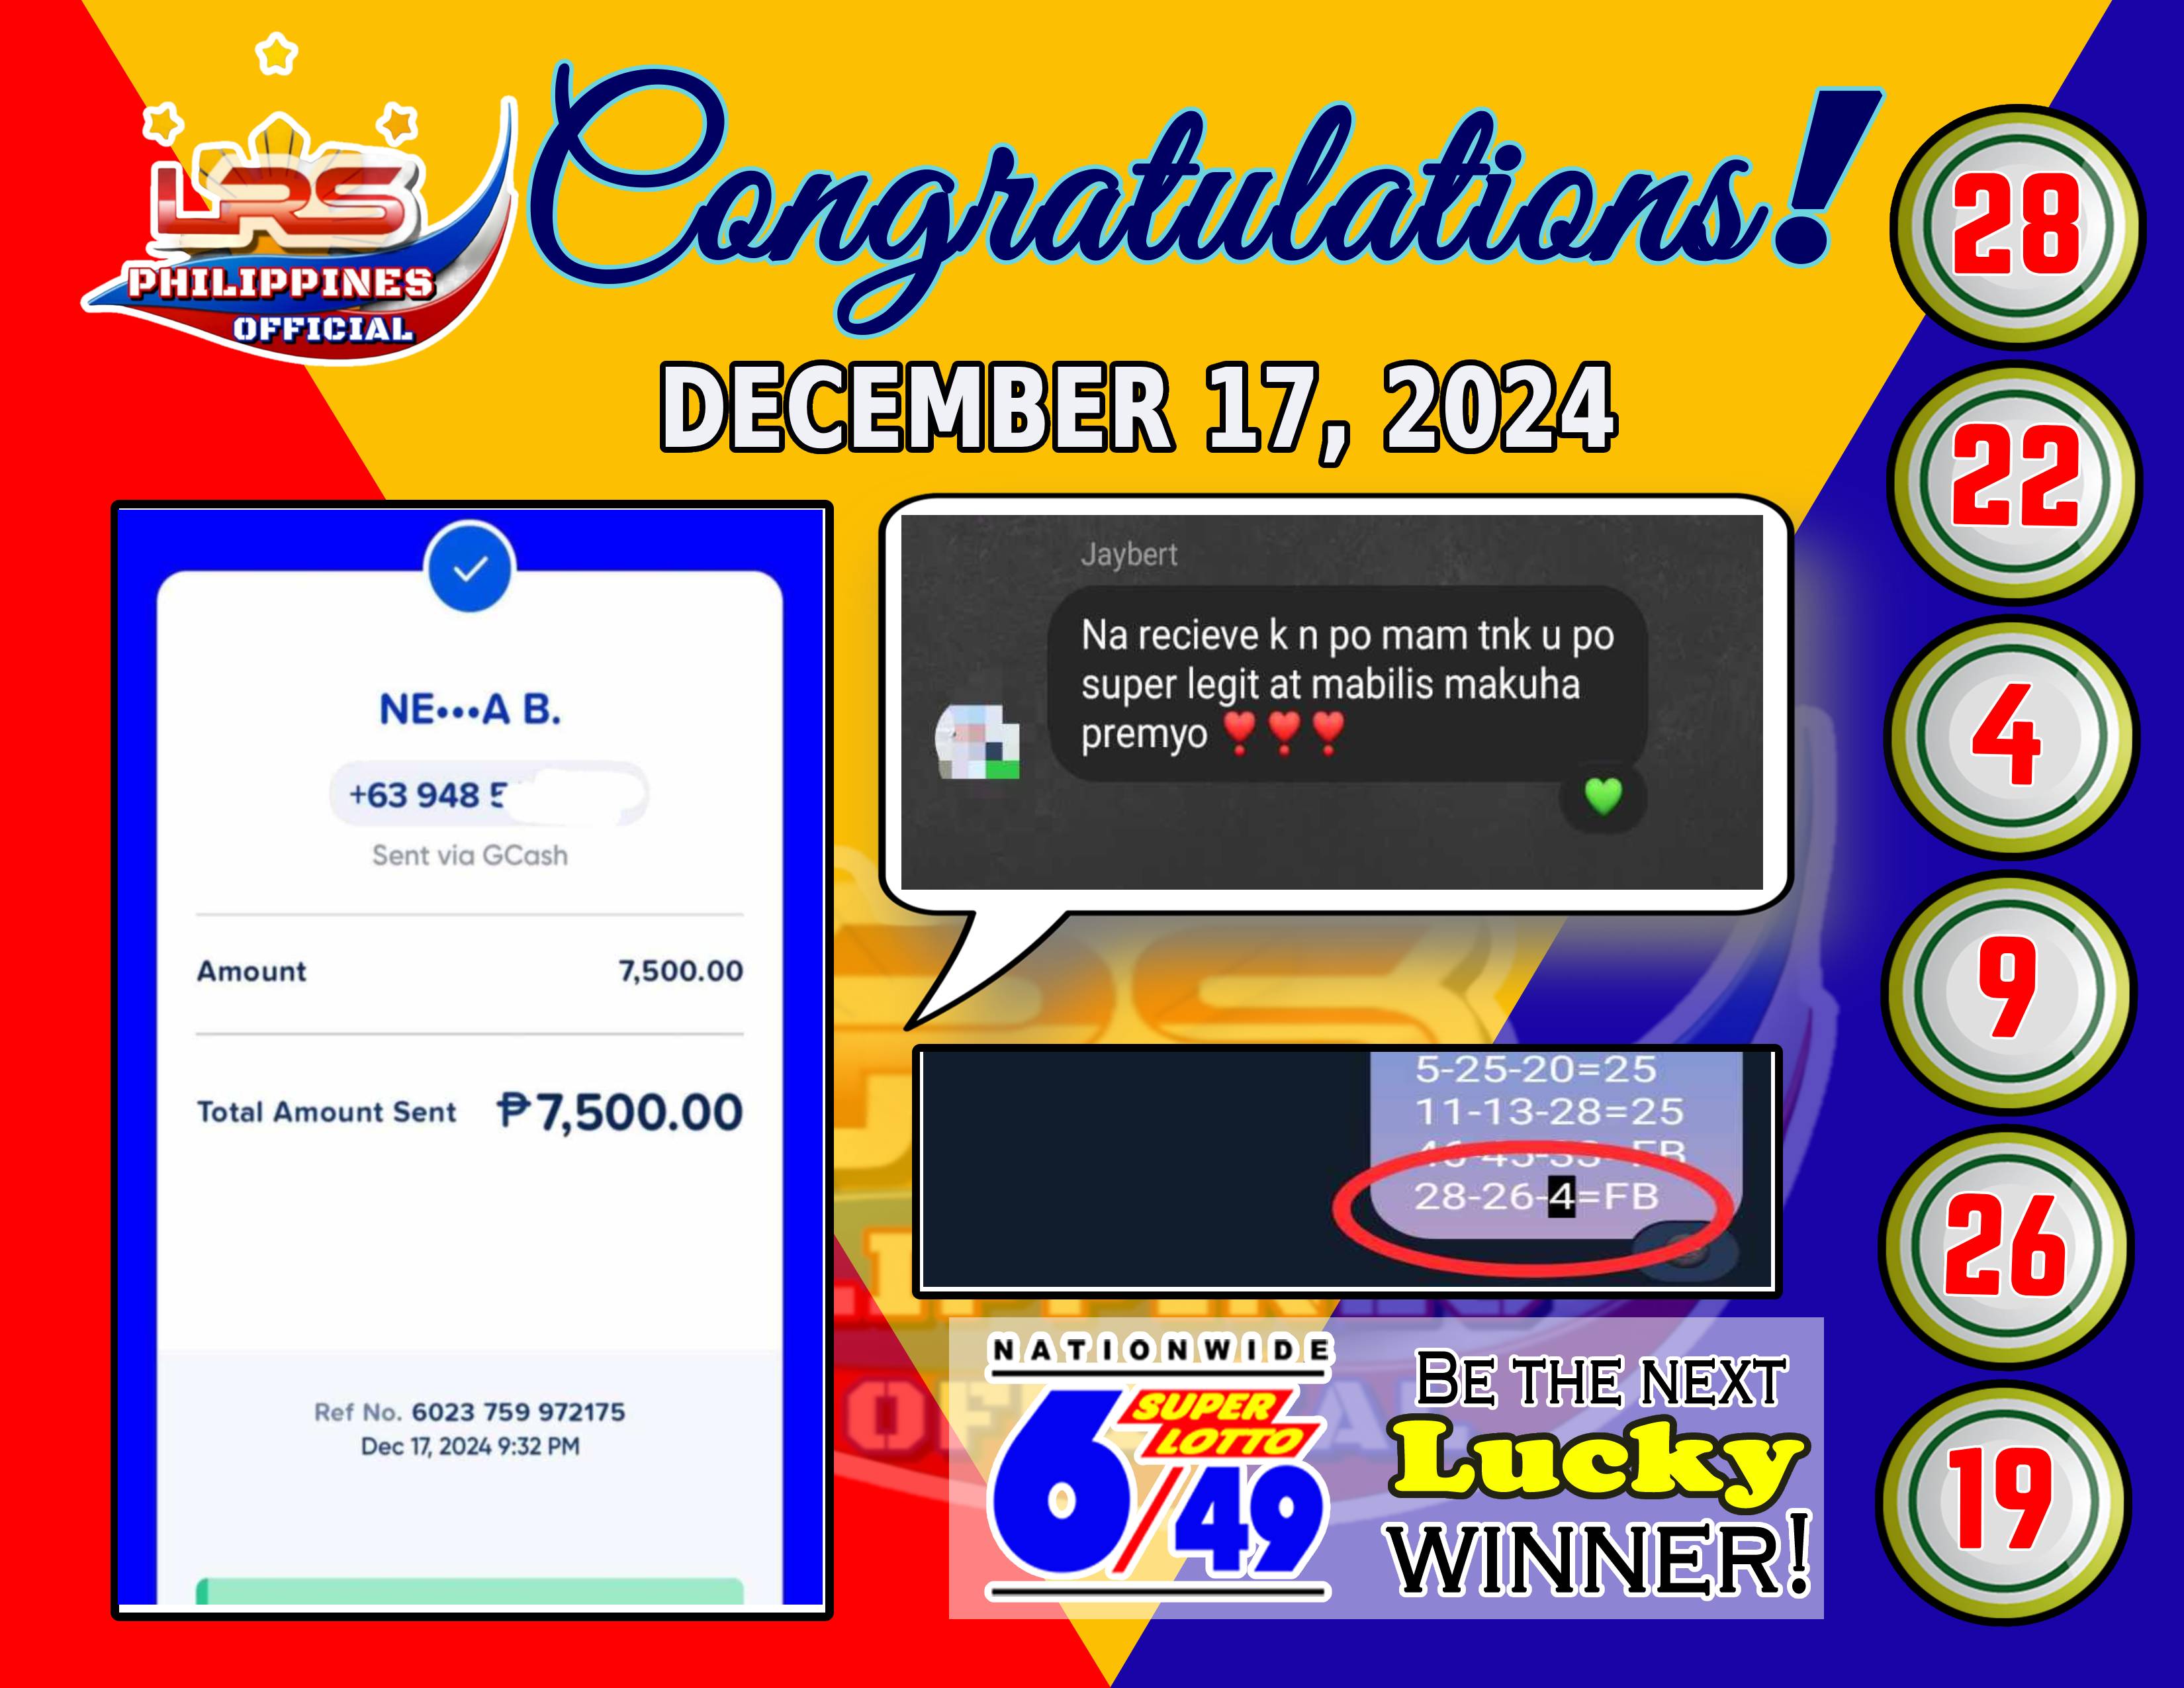 LRS
PHILIPPINES
OFFICIAL
Congratulations!
DECEMBER 17, 2024
NE•••A B.
+63 948 5
Sent via GCash
Amount 7,500.00
Total Amount Sent ₱7,500.00
Ref No. 6023 759 972175
Dec 17, 2024 9:32 PM
Jaybert
Na recieve k n po mam tnk u po
super legit at mabilis makuha
premyo ❣️❣️❣️
💚
5-25-20=25
11-13-28=25
28-26-4=FB
NATIONWIDE
SUPER
LOTTO
6/49
BE THE NEXT
Lucky
WINNER!
28
22
4
9
26
19